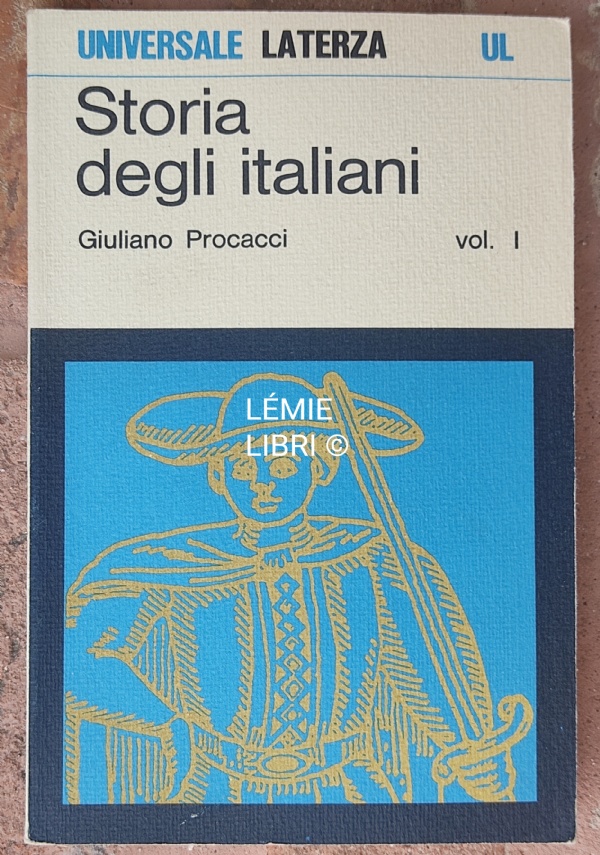 UNIVERSALE LATERZA UL
Storia
degli italiani
Giuliano Procacci vol. I
LÉMIE
LIBRI ©